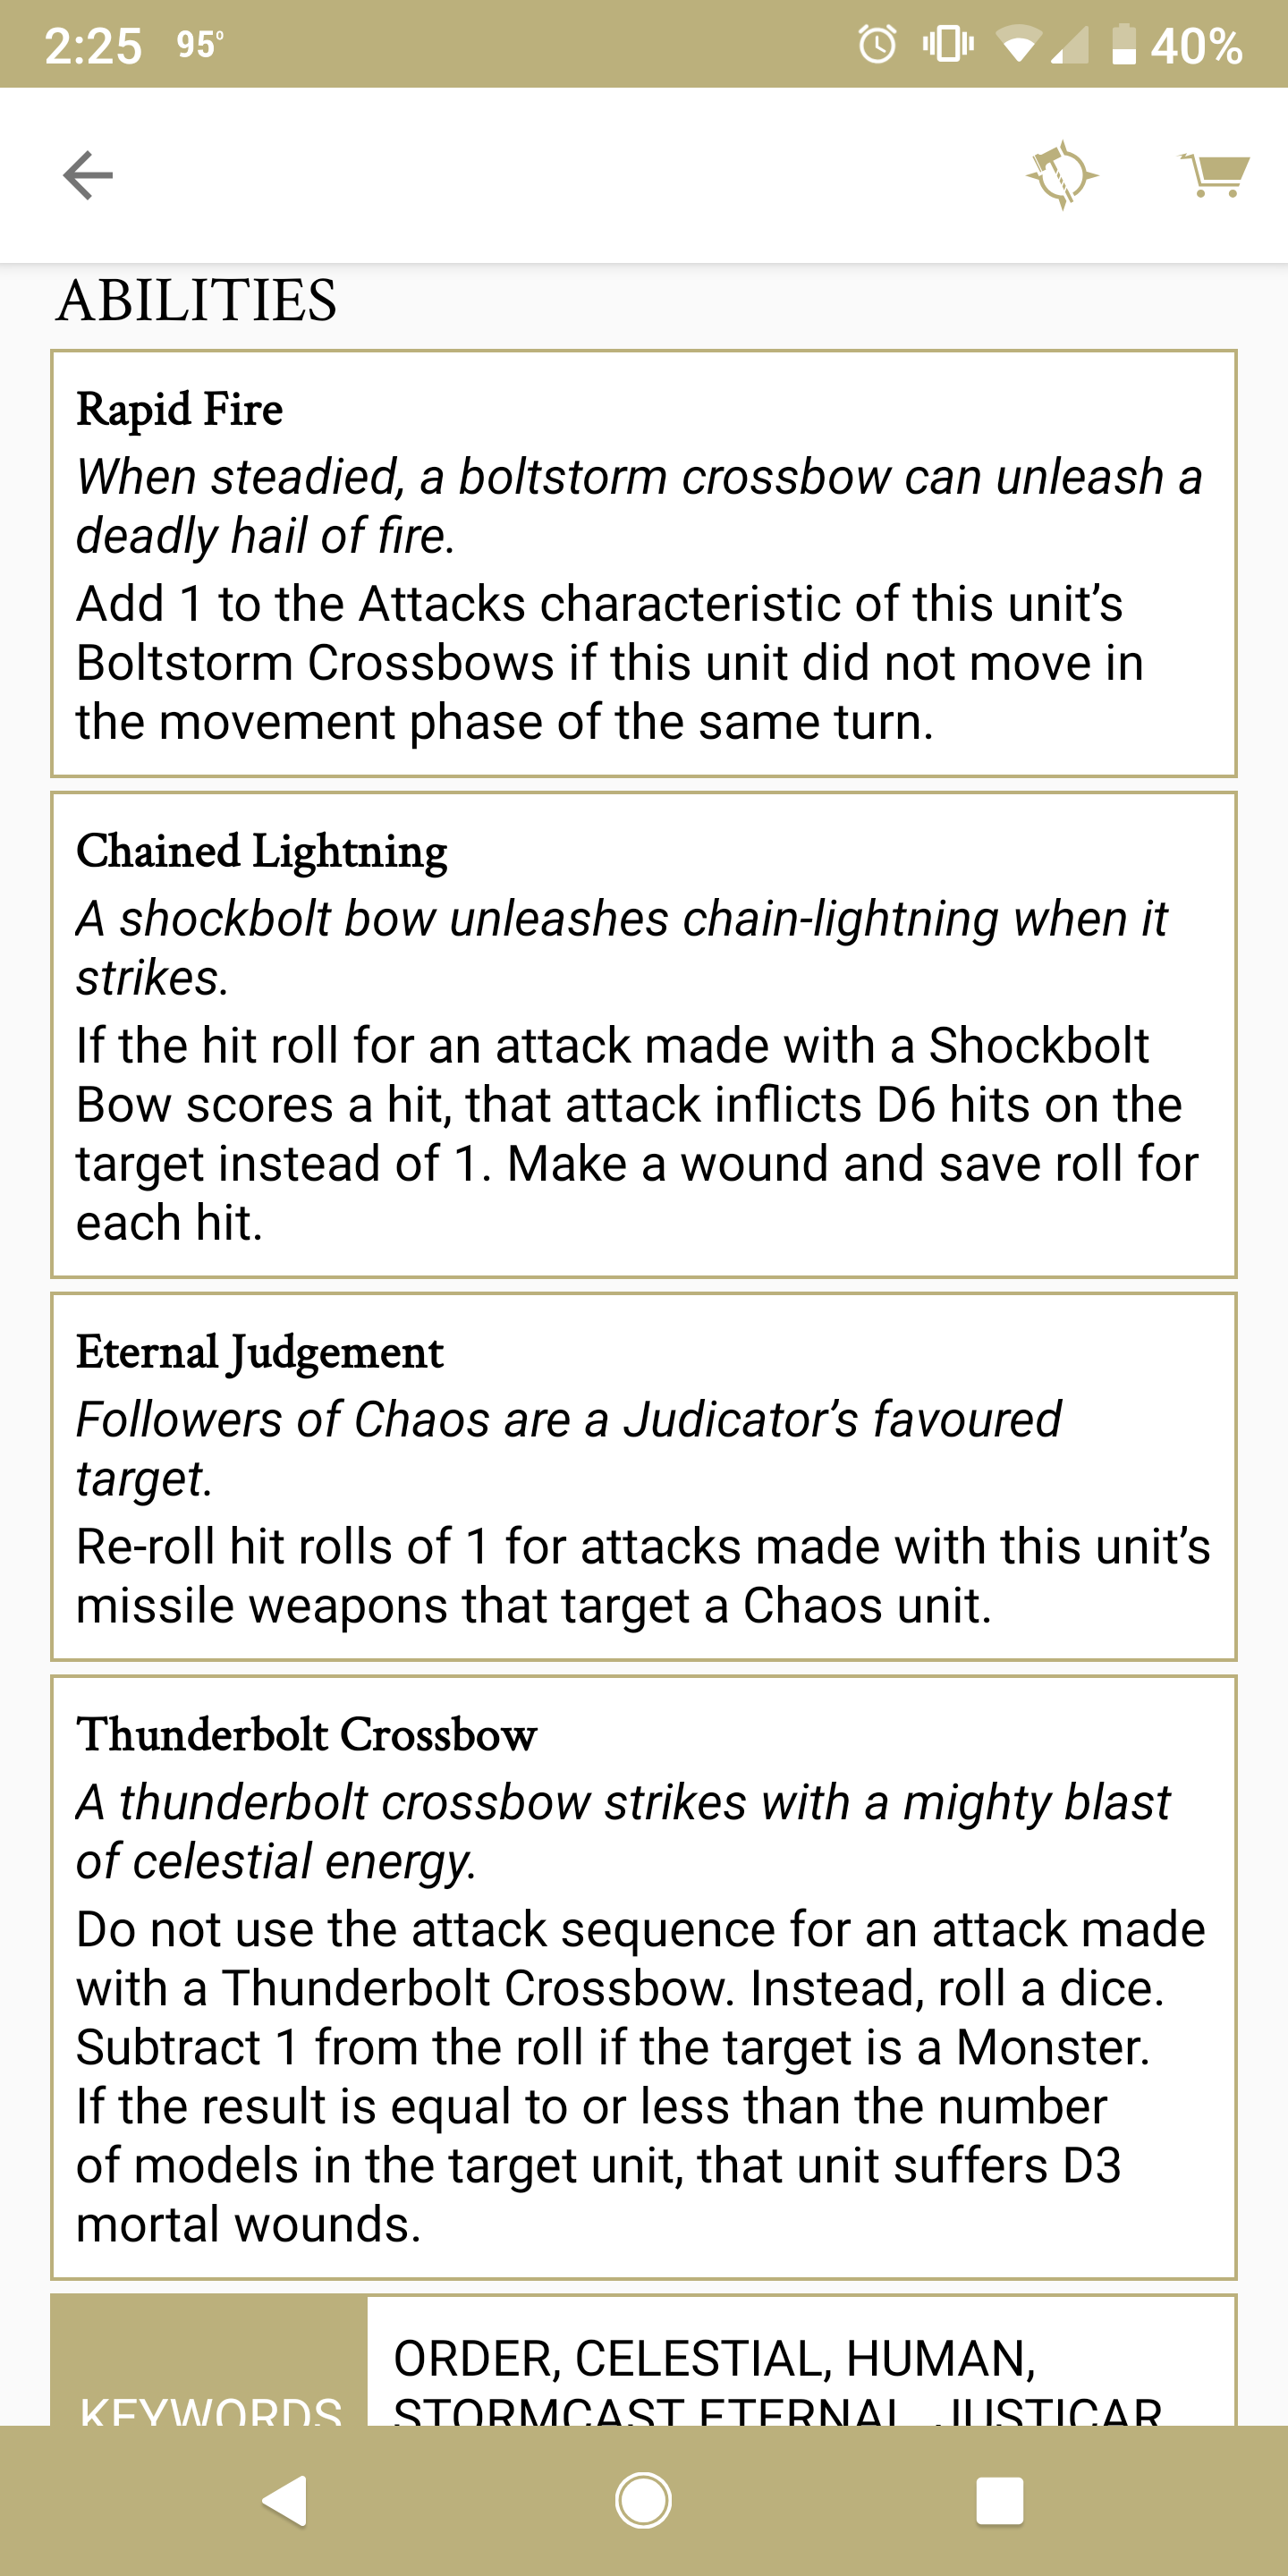 2:25 95° 40%
ABILITIES
Rapid Fire
When steadied, a boltstorm crossbow can unleash a
deadly hail of fire.
Add 1 to the Attacks characteristic of this unit’s
Boltstorm Crossbows if this unit did not move in
the movement phase of the same turn.
Chained Lightning
A shockbolt bow unleashes chain-lightning when it
strikes.
If the hit roll for an attack made with a Shockbolt
Bow scores a hit, that attack inflicts D6 hits on the
target instead of 1. Make a wound and save roll for
each hit.
Eternal Judgement
Followers of Chaos are a Judicator’s favoured
target.
Re-roll hit rolls of 1 for attacks made with this unit’s
missile weapons that target a Chaos unit.
Thunderbolt Crossbow
A thunderbolt crossbow strikes with a mighty blast
of celestial energy.
Do not use the attack sequence for an attack made
with a Thunderbolt Crossbow. Instead, roll a dice.
Subtract 1 from the roll if the target is a Monster.
If the result is equal to or less than the number
of models in the target unit, that unit suffers D3
mortal wounds.
KEYWORDS
ORDER, CELESTIAL, HUMAN,
STORMCAST ETERNAL, JUSTICAR